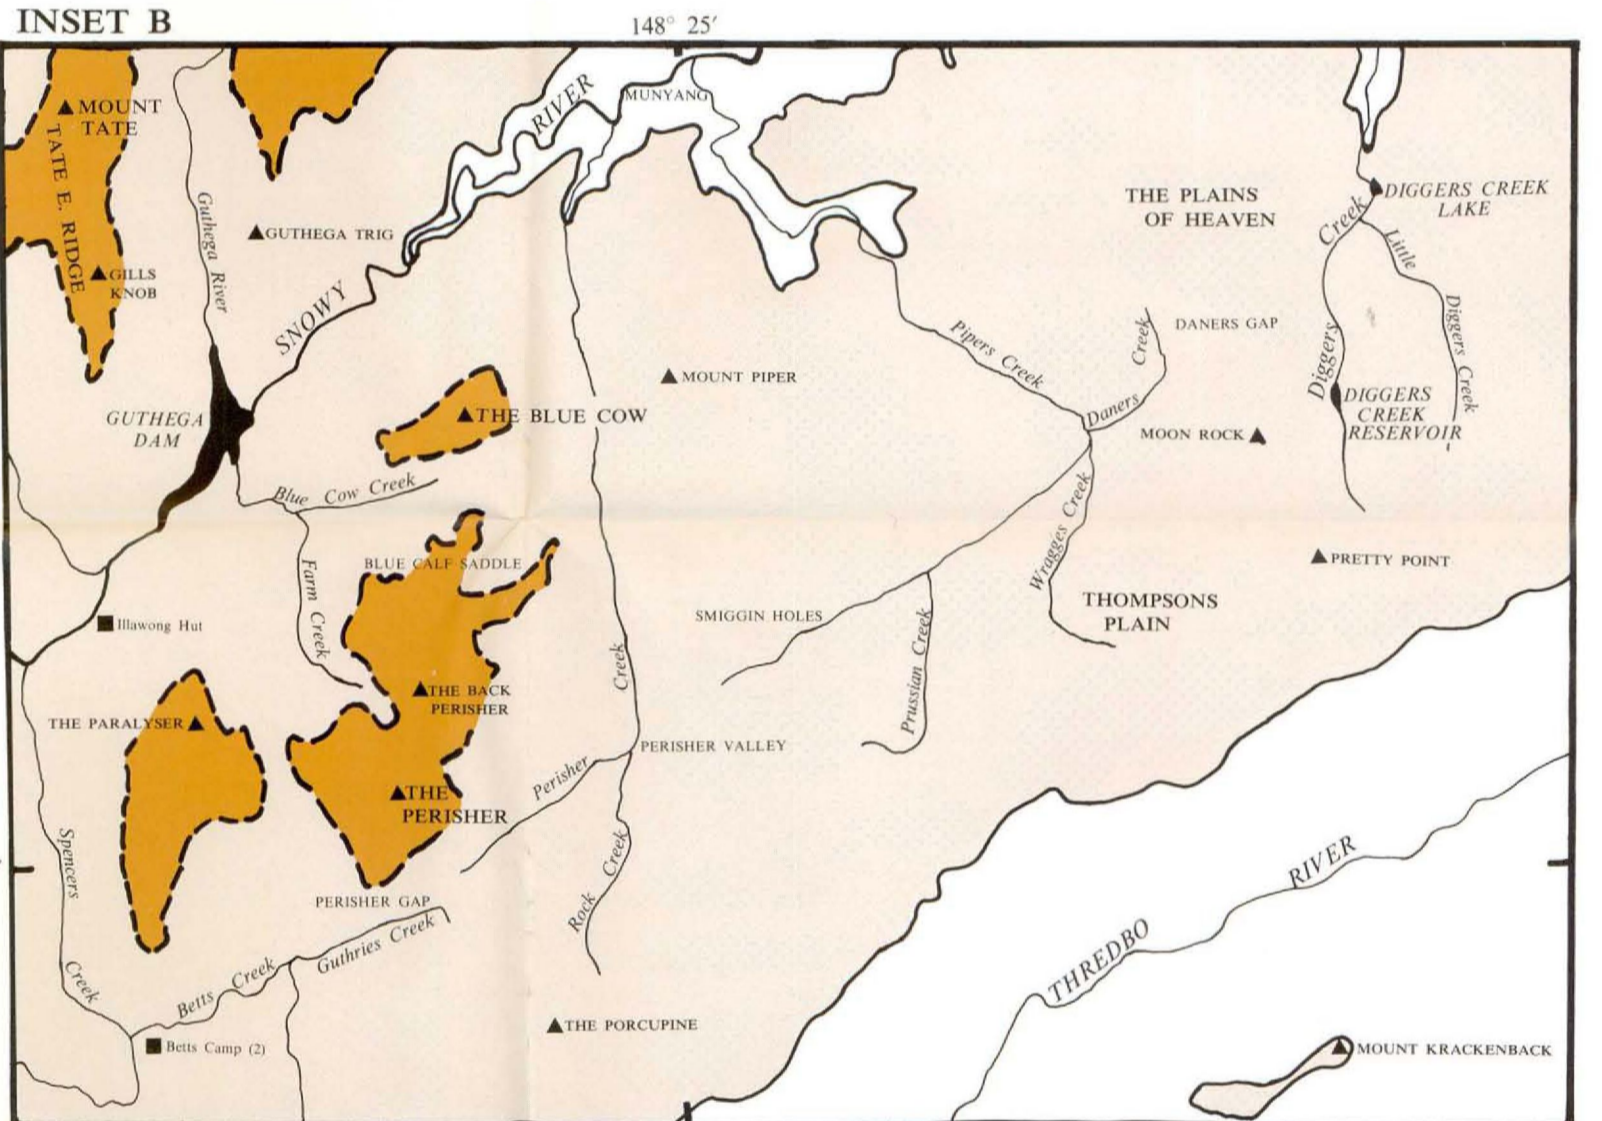 INSET B
148° 25′
MOUNT
TATE
TATE E. RIDGE
GILLS
KNOB
Guthega River
GUTHEGA TRIG
SNOWY
RIVER
MUNYANG
THE PLAINS
OF HEAVEN
DIGGERS CREEK
LAKE
Creek
Little
Diggers Creek
Diggers
DIGGERS
CREEK
RESERVOIR
DANERS GAP
Creek
Daners
Pipers Creek
MOUNT PIPER
MOON ROCK
GUTHEGA
DAM
THE BLUE COW
Blue Cow Creek
Farm Creek
BLUE CALF SADDLE
Illawong Hut
Wragges Creek
PRETTY POINT
THOMPSONS
PLAIN
SMIGGIN HOLES
Prussian Creek
Creek
THE BACK
PERISHER
THE PARALYSER
PERISHER VALLEY
Perisher
THE
PERISHER
Spencers
Creek
Rock Creek
PERISHER GAP
Guthries Creek
Betts Creek
Betts Camp (2)
THE PORCUPINE
THREDBO
RIVER
MOUNT KRACKENBACK